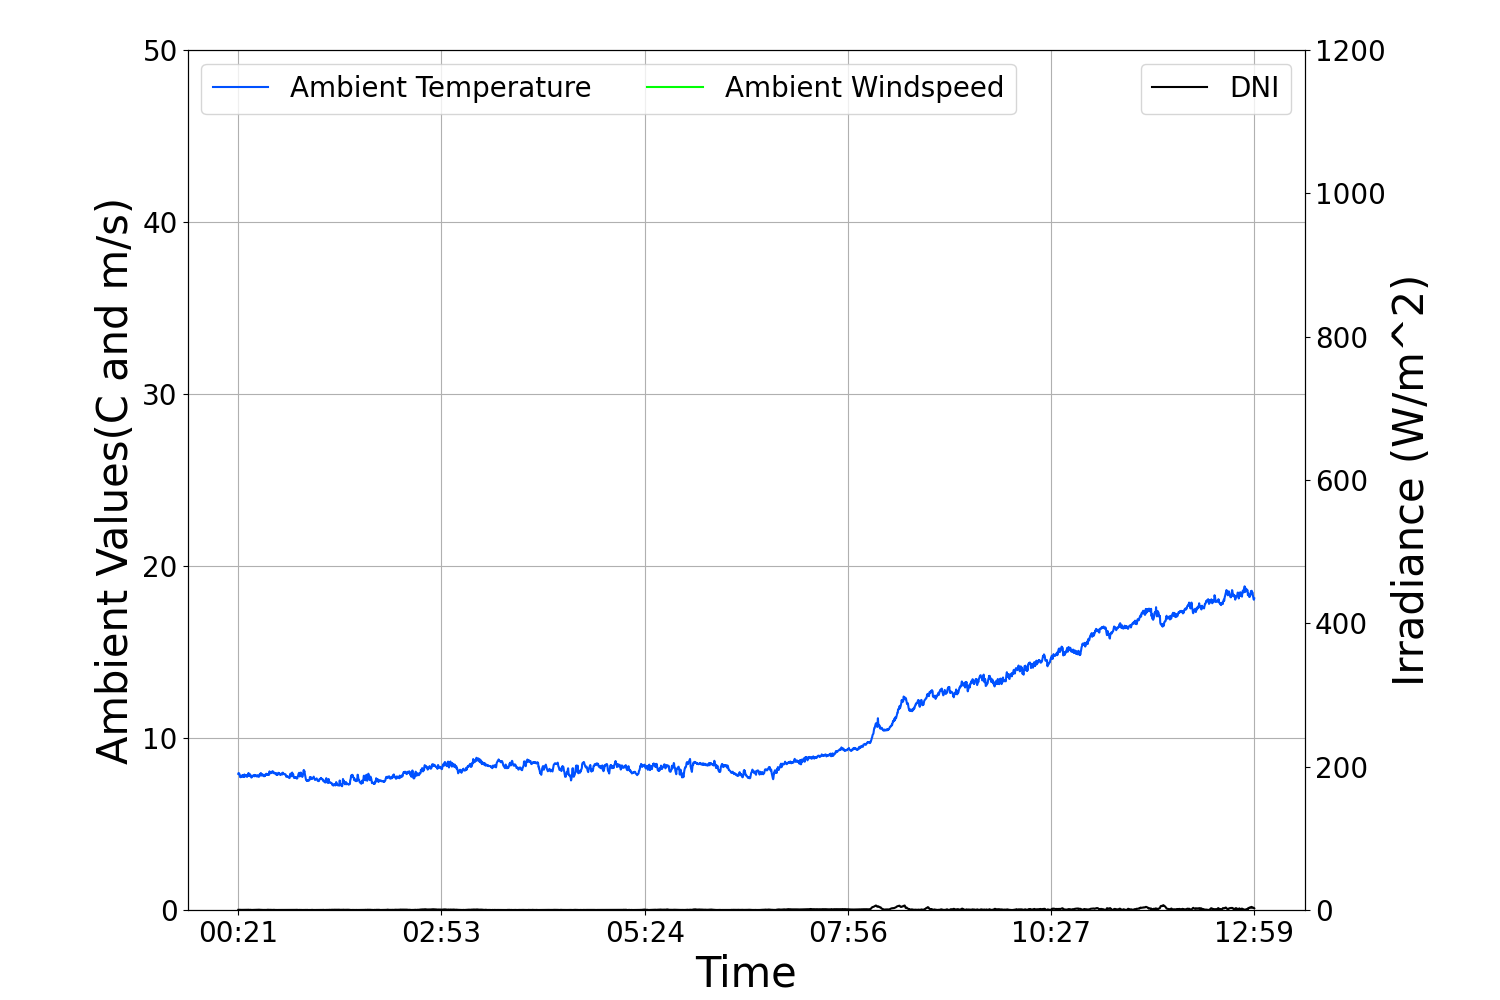 Ambient Temperature Ambient Windspeed DNI
50
40
30
20
10
0
Ambient Values(C and m/s)
1200
1000
800
600
400
200
0
Irradiance (W/m^2)
00:21 02:53 05:24 07:56 10:27 12:59
Time